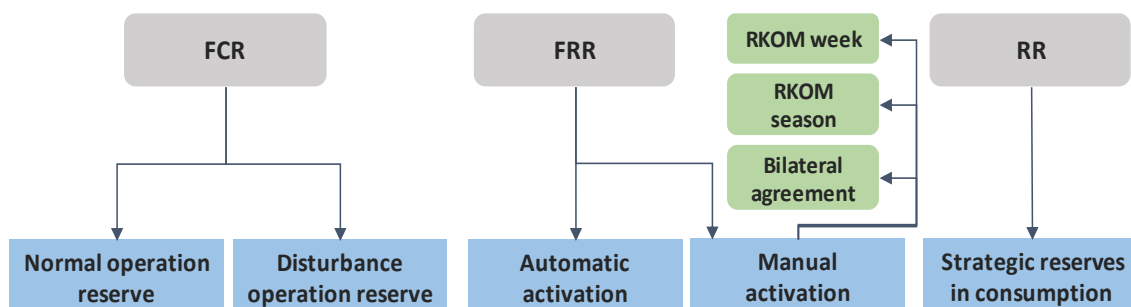 FCR
FRR
RKOM week
RKOM
season
Bilateral
agreement
RR
Normal operation
reserve
Disturbance
operation reserve
Automatic
activation
Manual
activation
Strategic reserves
in consumption